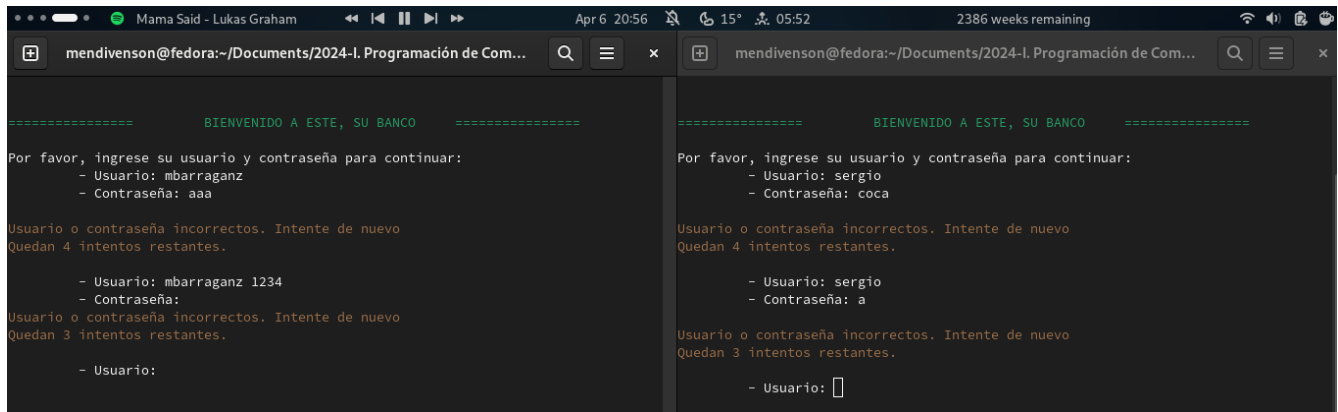 Mama Said - Lukas Graham Apr 6 20:56 15° 05:52 2386 weeks remaining
mendivenson@fedora:~/Documents/2024-I. Programación de Com...
================ BIENVENIDO A ESTE, SU BANCO ================
Por favor, ingrese su usuario y contraseña para continuar:
- Usuario: mbarraganz
- Contraseña: aaa
Usuario o contraseña incorrectos. Intente de nuevo
Quedan 4 intentos restantes.
- Usuario: mbarraganz 1234
- Contraseña:
Usuario o contraseña incorrectos. Intente de nuevo
Quedan 3 intentos restantes.
- Usuario:
mendivenson@fedora:~/Documents/2024-I. Programación de Com...
================ BIENVENIDO A ESTE, SU BANCO ================
Por favor, ingrese su usuario y contraseña para continuar:
- Usuario: sergio
- Contraseña: coca
Usuario o contraseña incorrectos. Intente de nuevo
Quedan 4 intentos restantes.
- Usuario: sergio
- Contraseña: a
Usuario o contraseña incorrectos. Intente de nuevo
Quedan 3 intentos restantes.
- Usuario: